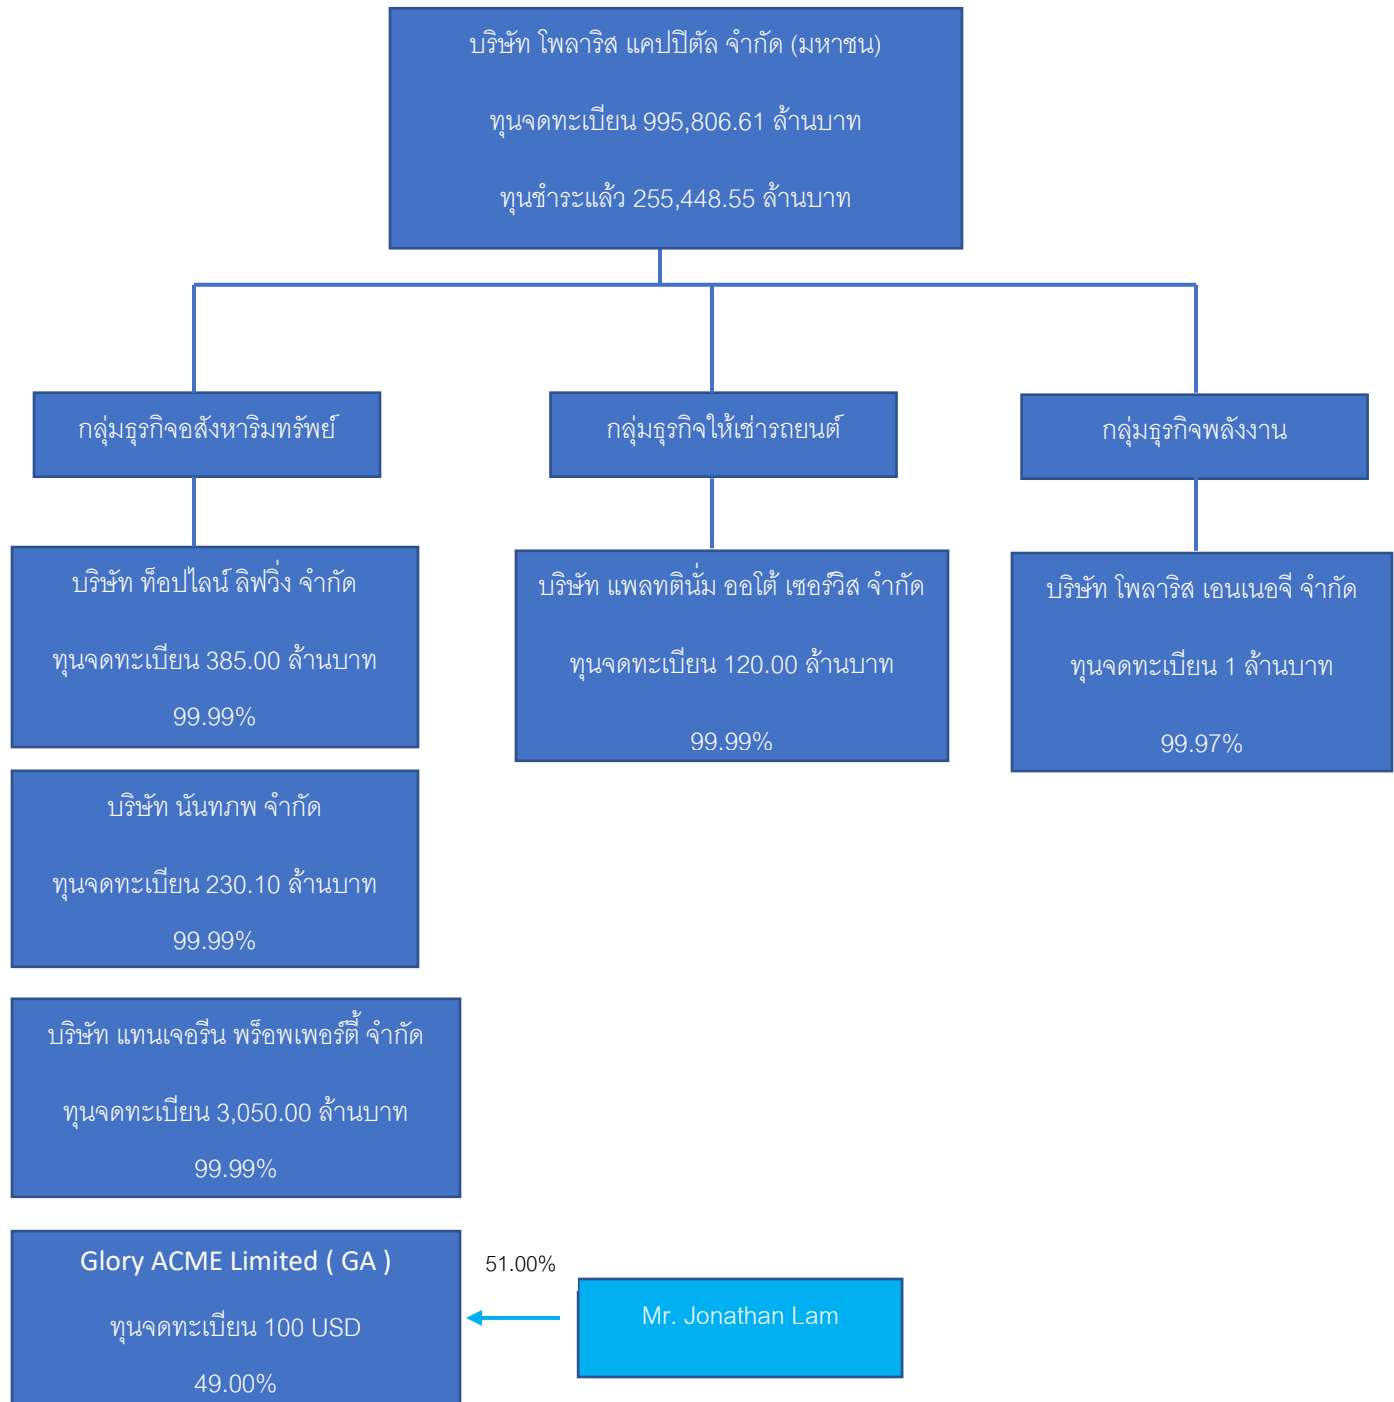 บริษัท โพลาริส แคปปิตัล จำกัด (มหาชน)
ทุนจดทะเบียน 995,806.61 ล้านบาท
ทุนชำระแล้ว 255,448.55 ล้านบาท
กลุ่มธุรกิจอสังหาริมทรัพย์
กลุ่มธุรกิจให้เช่ารถยนต์
กลุ่มธุรกิจพลังงาน
บริษัท ท็อปไลน์ ลิฟวิ่ง จำกัด
ทุนจดทะเบียน 385.00 ล้านบาท
99.99%
บริษัท แพลทตินั่ม ออโต้ เซอร์วิส จำกัด
ทุนจดทะเบียน 120.00 ล้านบาท
99.99%
บริษัท โพลาริส เอนเนอจี จำกัด
ทุนจดทะเบียน 1 ล้านบาท
99.97%
บริษัท นันทภพ จำกัด
ทุนจดทะเบียน 230.10 ล้านบาท
99.99%
บริษัท แทนเจอรีน พร็อพเพอร์ตี้ จำกัด
ทุนจดทะเบียน 3,050.00 ล้านบาท
99.99%
Glory ACME Limited ( GA )
ทุนจดทะเบียน 100 USD
49.00%
51.00%
Mr. Jonathan Lam